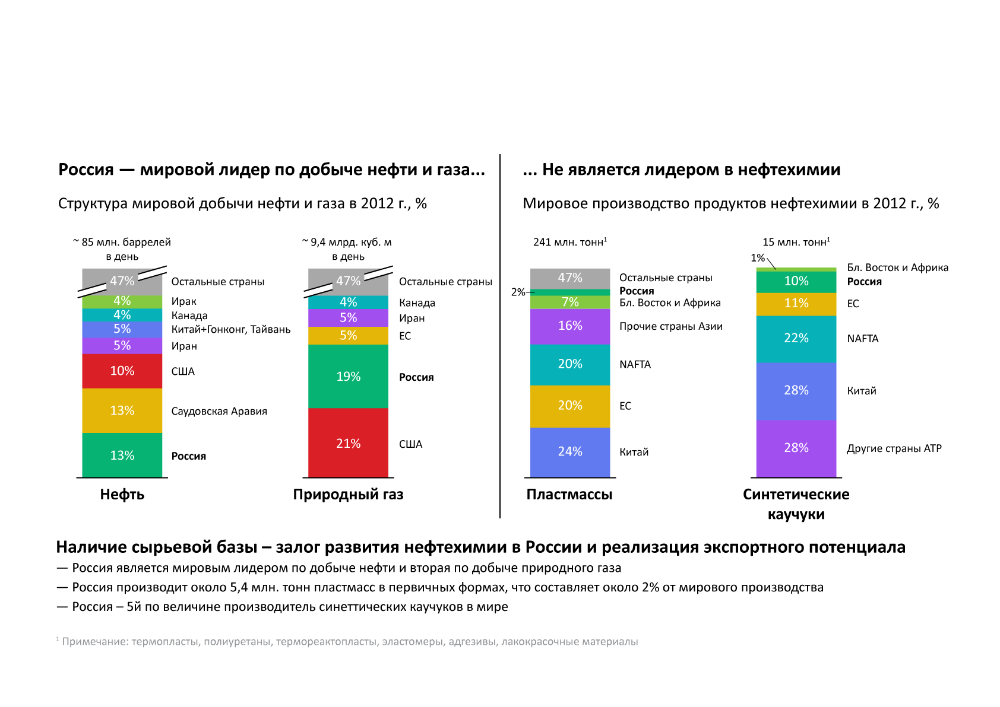 Россия — мировой лидер по добыче нефти и газа...
Структура мировой добычи нефти и газа в 2012 г., %
~ 85 млн. баррелей
в день
47%
Остальные страны
4%
Ирак
4%
Канада
5%
Китай+Гонконг, Тайвань
5%
Иран
10%
США
13%
Саудовская Аравия
13%
Россия
Нефть
~ 9,4 млрд. куб. м
в день
47%
Остальные страны
4%
Канада
5%
Иран
5%
ЕС
19%
Россия
21%
США
Природный газ
... Не является лидером в нефтехимии
Мировое производство продуктов нефтехимии в 2012 г., %
241 млн. тонн¹
47%
Остальные страны
2%
Россия
7%
Бл. Восток и Африка
16%
Прочие страны Азии
20%
NAFTA
20%
ЕС
24%
Китай
Пластмассы
15 млн. тонн¹
1%
Бл. Восток и Африка
10%
Россия
11%
ЕС
22%
NAFTA
28%
Китай
28%
Другие страны АТР
Синтетические
каучуки
Наличие сырьевой базы – залог развития нефтехимии в России и реализация экспортного потенциала
— Россия является мировым лидером по добыче нефти и вторая по добыче природного газа
— Россия производит около 5,4 млн. тонн пластмасс в первичных формах, что составляет около 2% от мирового производства
— Россия – 5й по величине производитель синеттических каучуков в мире
¹ Примечание: термопласты, полиуретаны, термореактопласты, эластомеры, адгезивы, лакокрасочные материалы